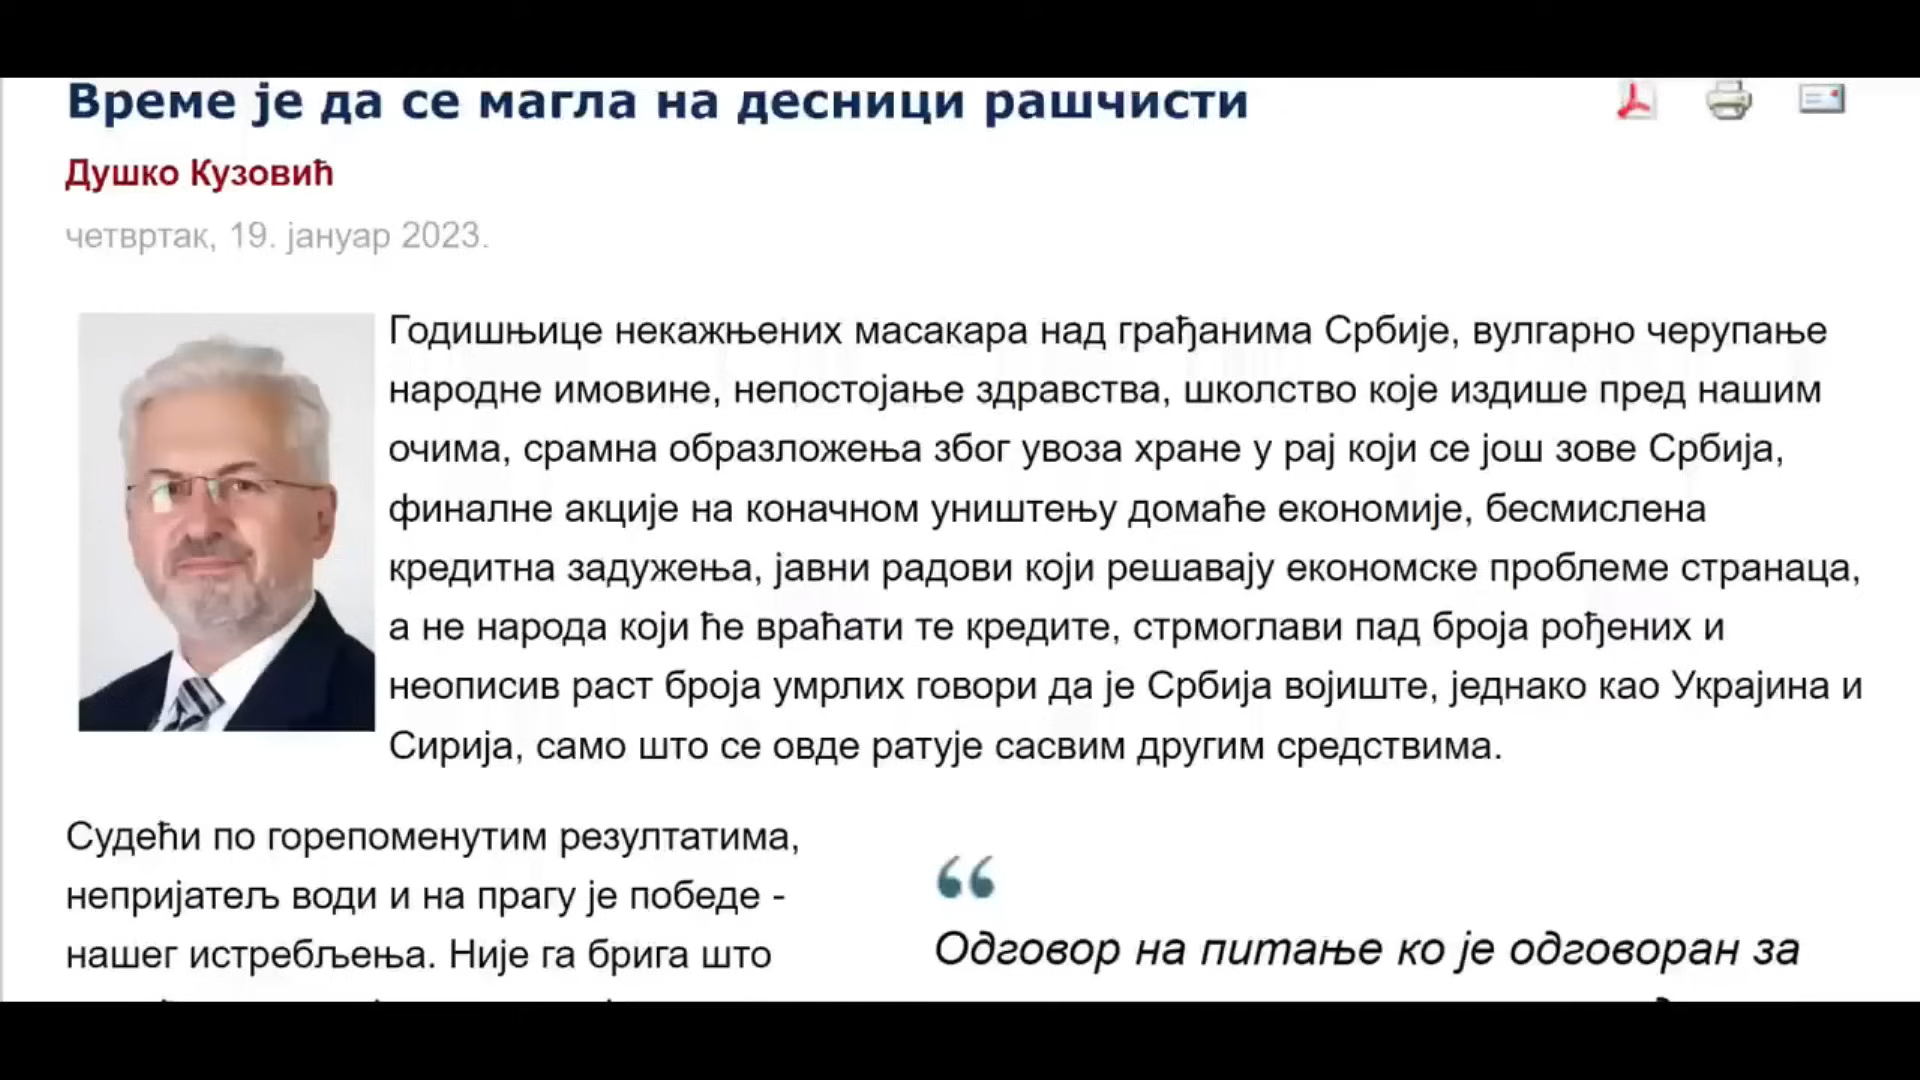 Време је да се магла на десници рашчисти
Душко Кузовић
четвртак, 19. јануар 2023.
Годишњице некажњених масакара над грађанима Србије, вулгарно черупање
народне имовине, непостојање здравства, школство које издише пред нашим
очима, срамна образложења због увоза хране у рај који се још зове Србија,
финалне акције на коначном уништењу домаће економије, бесмислена
кредитна задужења, јавни радови који решавају економске проблеме странаца,
а не народа који ће враћати те кредите, стрмоглави пад броја рођених и
неописив раст броја умрлих говори да је Србија војиште, једнако као Украјина и
Сирија, само што се овде ратује сасвим другим средствима.
Судећи по горепоменутим резултатима,
непријатељ води и на прагу је победе -
нашег истребљења. Није га брига што
“
Одговор на питање ко је одговоран за